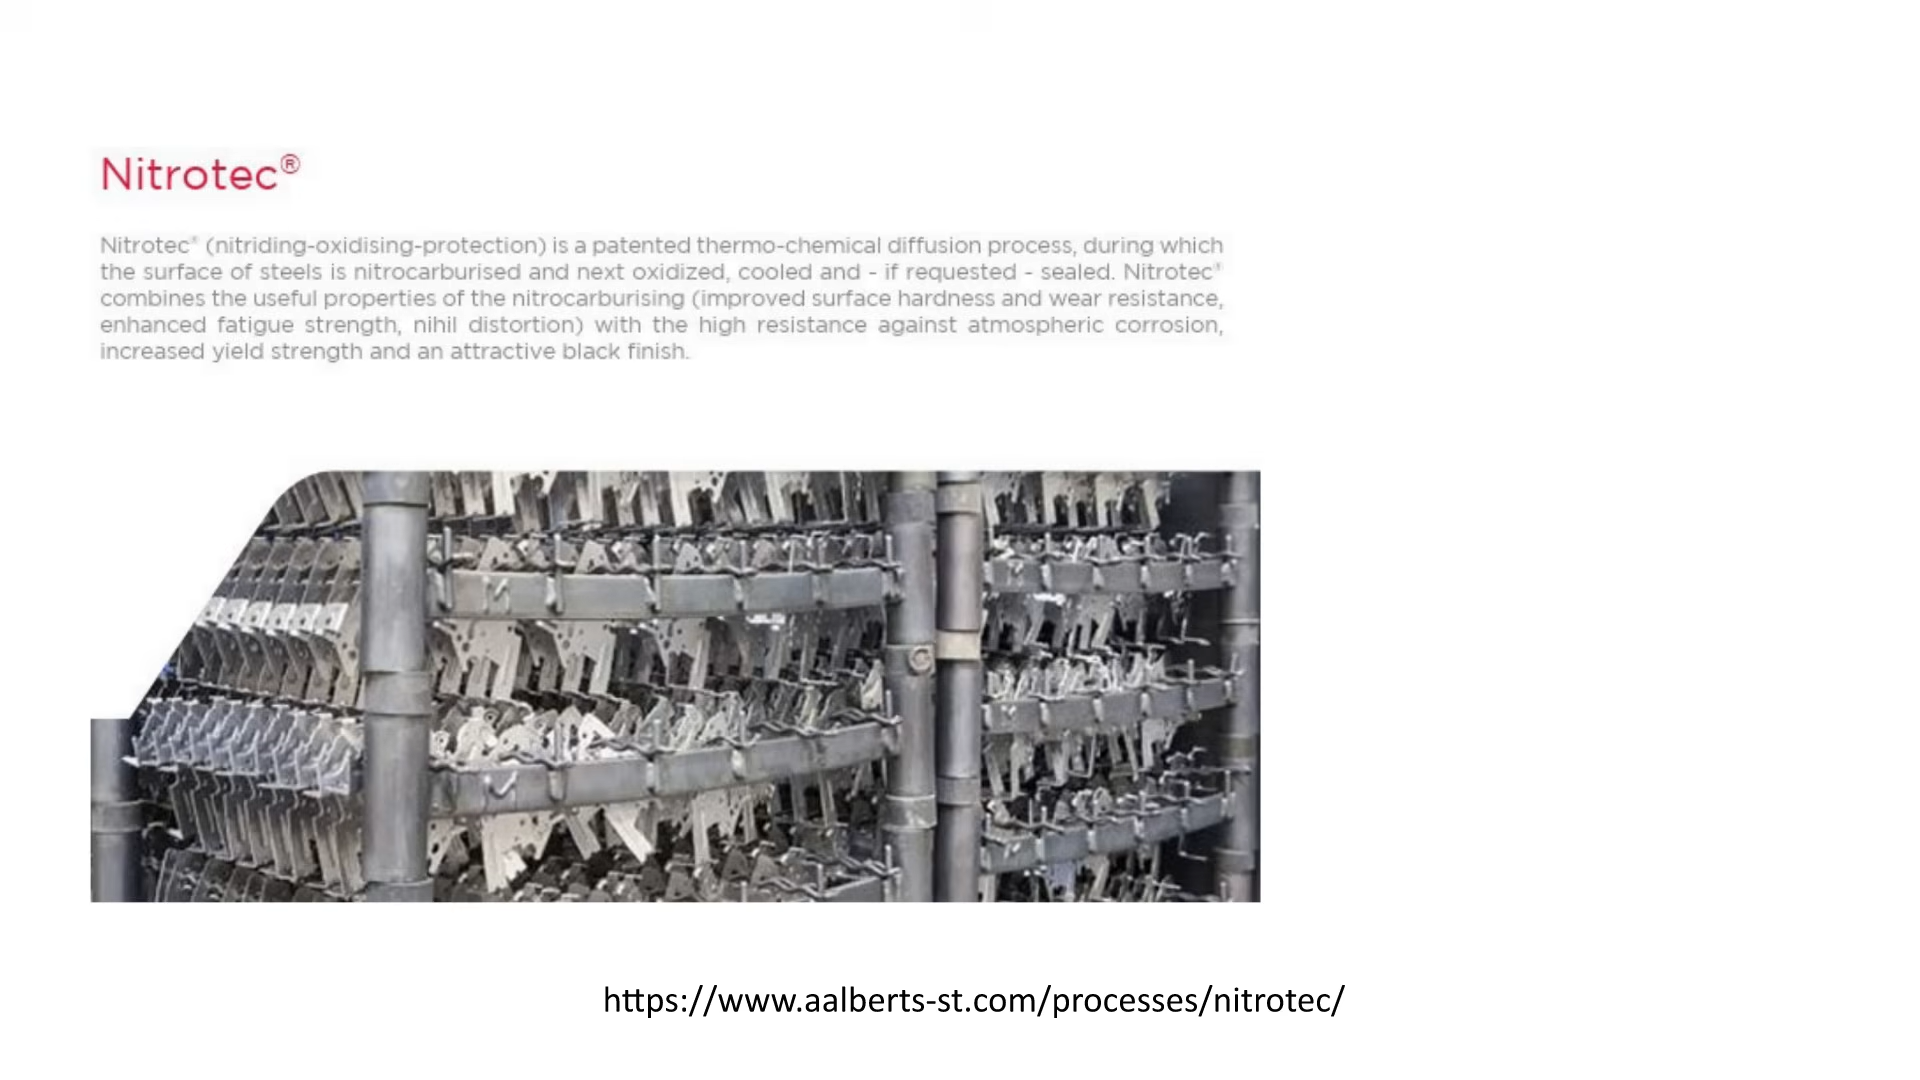 Nitrotec®
Nitrotec® (nitriding-oxidising-protection) is a patented thermo-chemical diffusion process, during which
the surface of steels is nitrocarburised and next oxidized, cooled and - if requested - sealed. Nitrotec®
combines the useful properties of the nitrocarburising (improved surface hardness and wear resistance,
enhanced fatigue strength, nihil distortion) with the high resistance against atmospheric corrosion,
increased yield strength and an attractive black finish.
https://www.aalberts-st.com/processes/nitrotec/